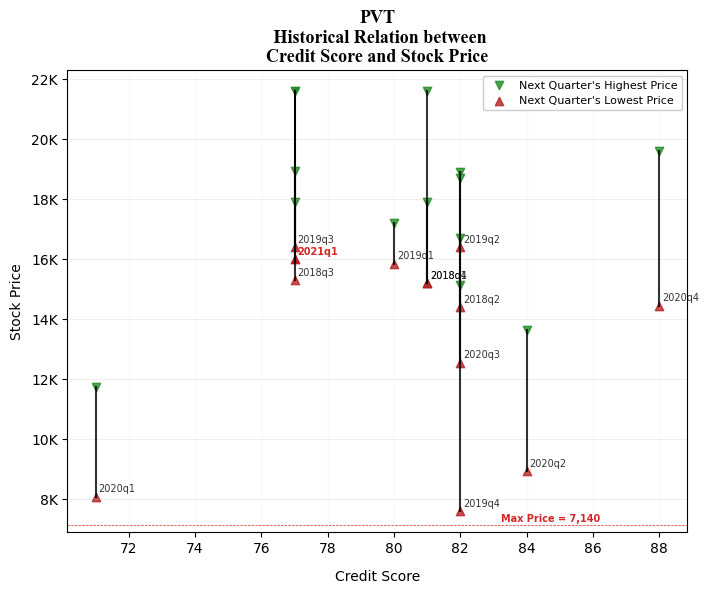 PVT
Historical Relation between
Credit Score and Stock Price
Next Quarter's Highest Price
Next Quarter's Lowest Price
Stock Price
22K
20K
18K
16K
14K
12K
10K
8K
2019q3
2021q1
2018q3
2019q1
2018q4
2019q2
2018q2
2020q3
2020q4
2020q2
2020q1
2019q4
Max Price = 7,140
72
74
76
78
80
82
84
86
88
Credit Score